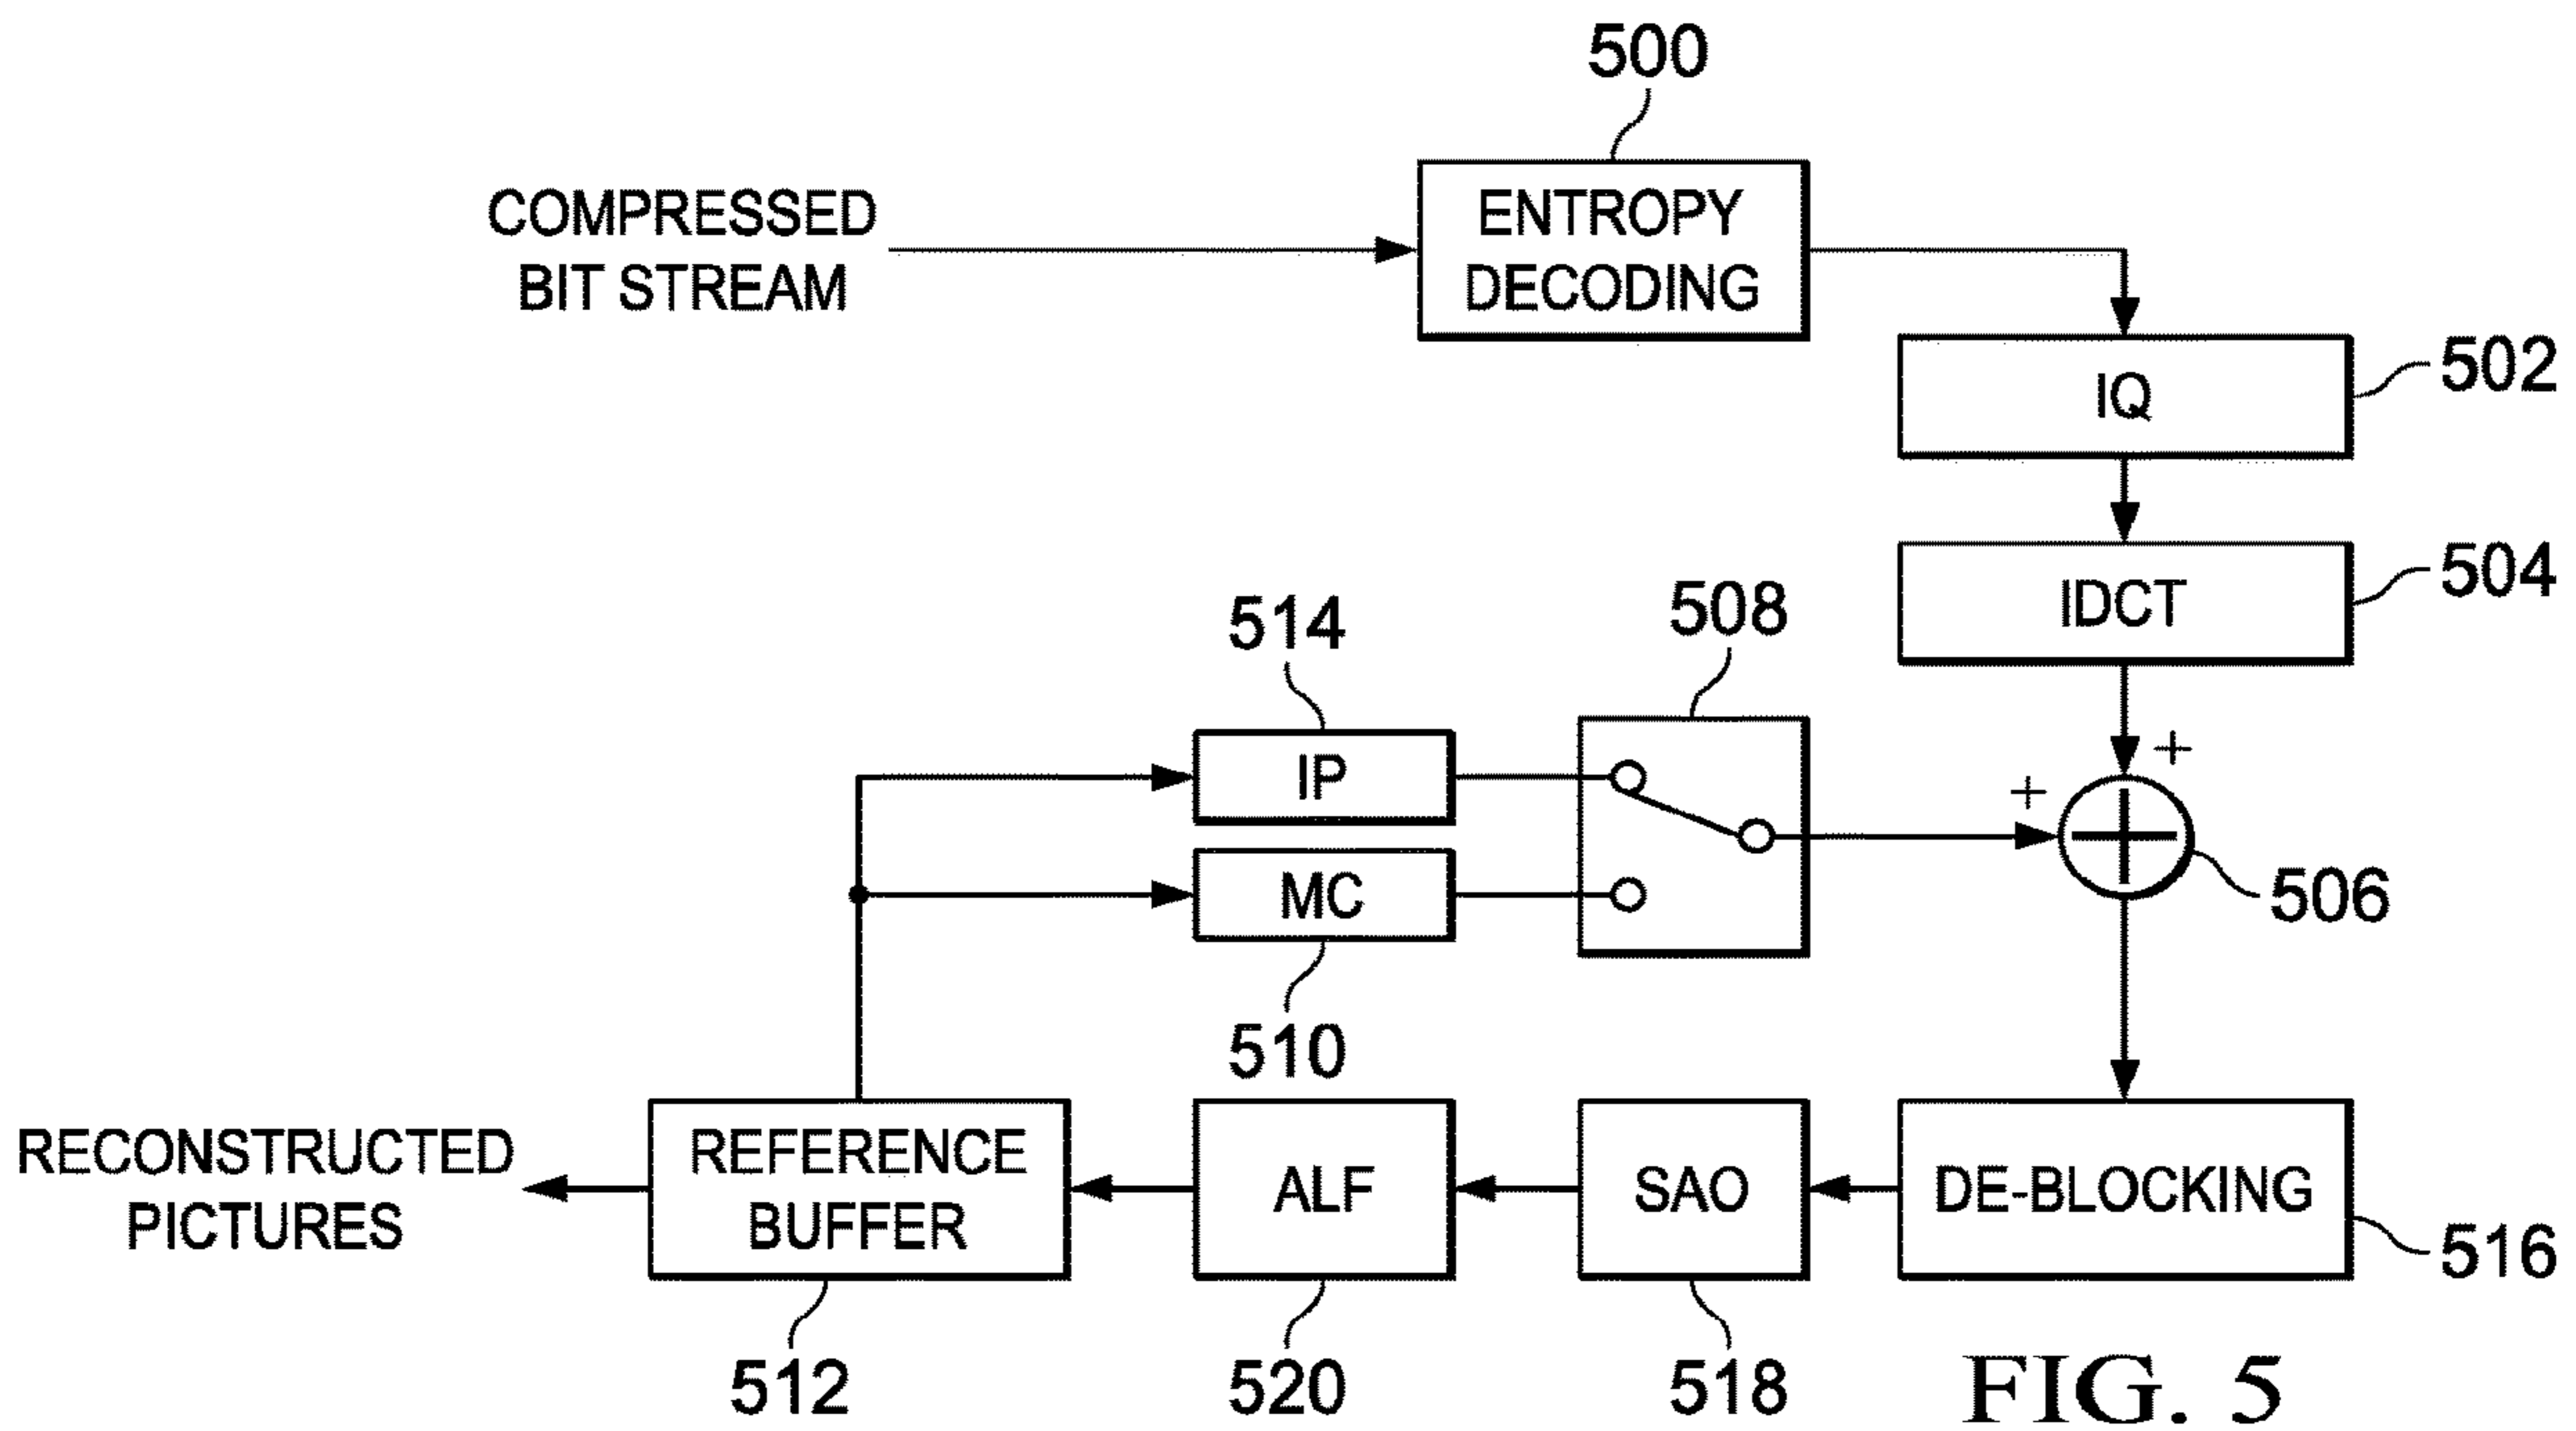 500
COMPRESSED
BIT STREAM
ENTROPY
DECODING
IQ
502
IDCT
504
514
508
IP
+
+
MC
506
510
RECONSTRUCTED
PICTURES
REFERENCE
BUFFER
ALF
SAO
DE-BLOCKING
516
512
520
518
FIG. 5